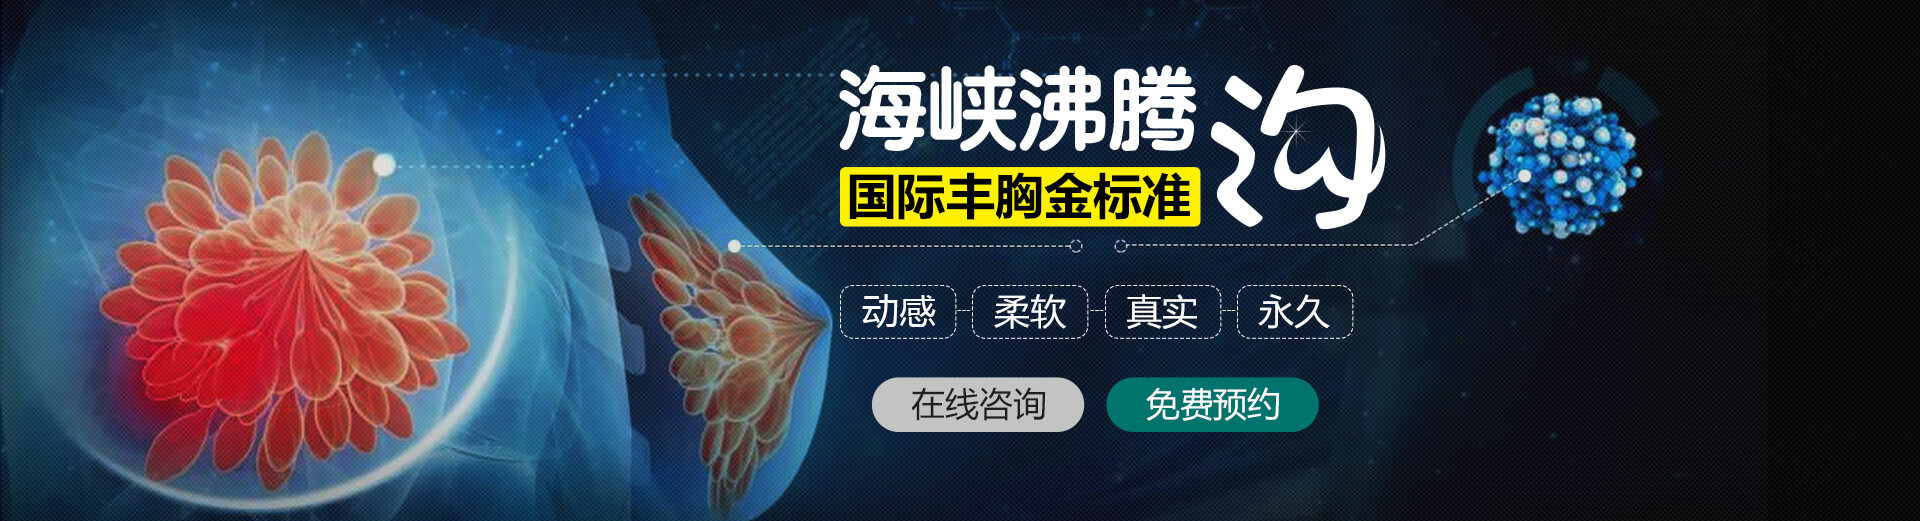 海峡沸腾沟
国际丰胸金标准
动感 柔软 真实 永久
在线咨询 免费预约